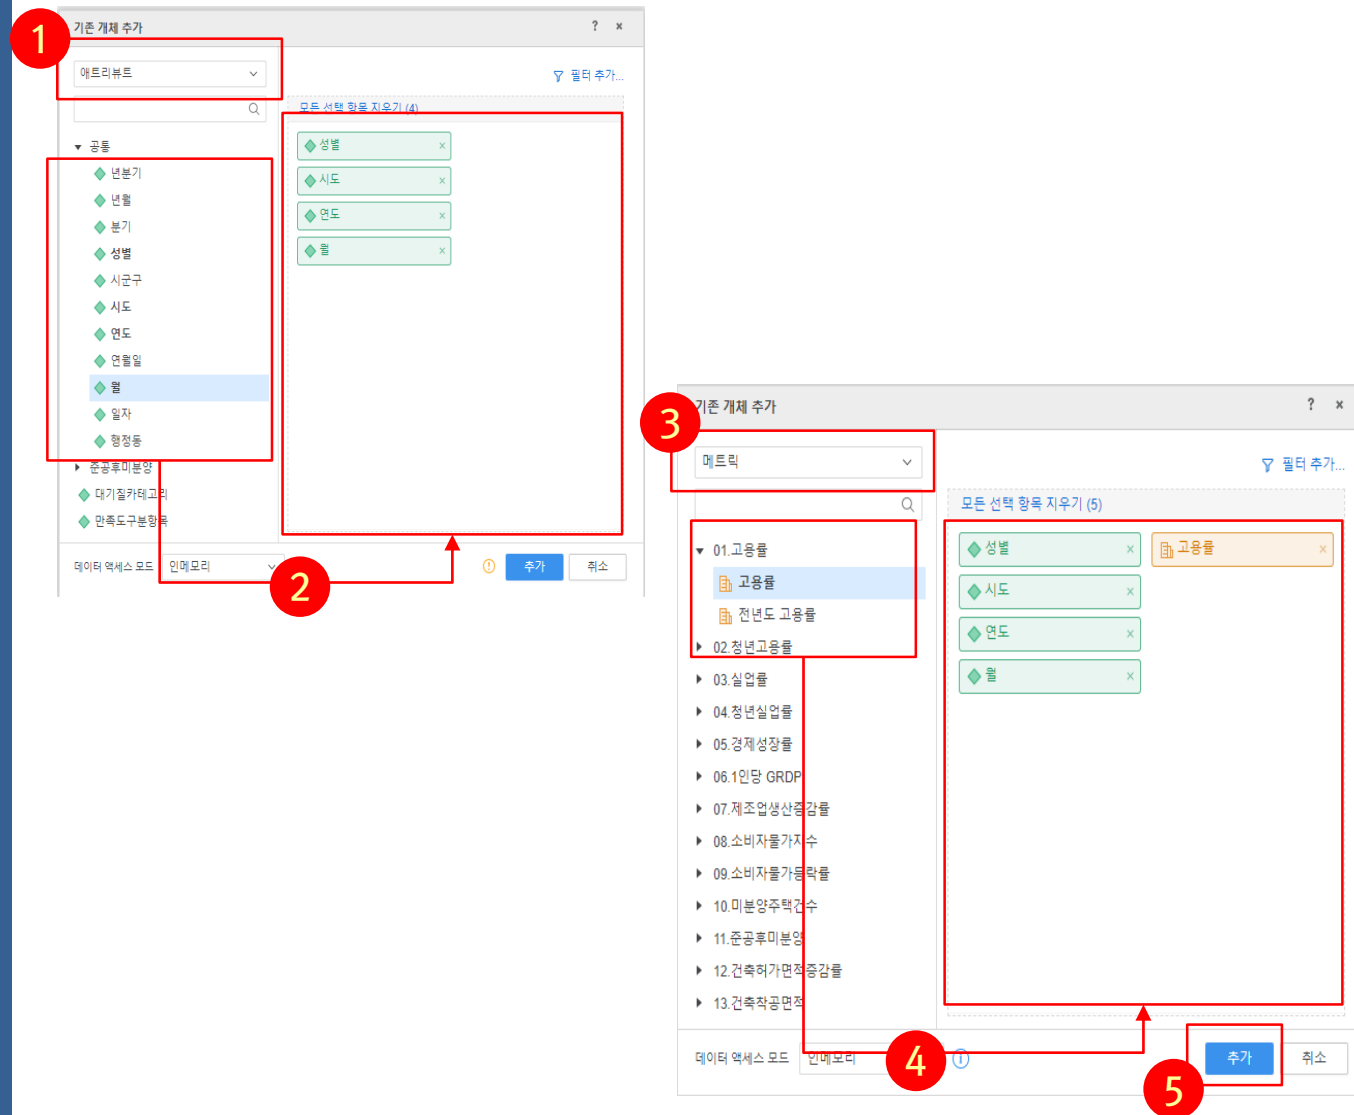 1
기존 개체 추가
? ×
애트리뷰트
필터 추가...
모든 선택 항목 지우기 (4)
공통
년분기
년월
분기
성별
시군구
시도
연도
연월일
월
일자
행정동
준공후미분양
대기질카테고리
만족도구분항목
성별 ×
시도 ×
연도 ×
월 ×
데이터 액세스 모드 인메모리
추가 취소
2
3
기존 개체 추가
? ×
메트릭
필터 추가...
모든 선택 항목 지우기 (5)
01.고용률
고용률
전년도 고용률
02.청년고용률
03.실업률
04.청년실업률
05.경제성장률
06.1인당 GRDP
07.제조업생산증감률
08.소비자물가지수
09.소비자물가등락률
10.미분양주택건수
11.준공후미분양
12.건축허가면적증감률
13.건축착공면적
성별 × 고용률 ×
시도 ×
연도 ×
월 ×
데이터 액세스 모드 인메모리
4
추가 취소
5